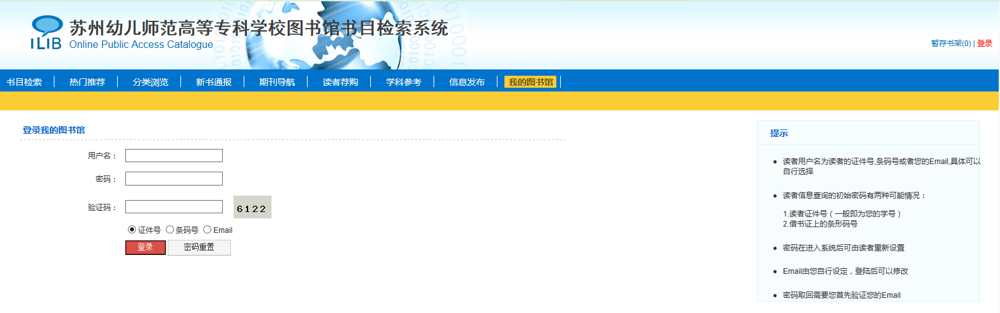 苏州幼儿师范高等专科学校图书馆书目检索系统
ILIB
Online Public Access Catalogue
暂存书架(0) | 登录
书目检索 热门推荐 分类浏览 新书通报 期刊导航 读者荐购 学科参考 信息发布 我的图书馆
登录我的图书馆
用户名：
密码：
验证码： 6122
证件号 条码号 Email
登录 密码重置
提示
读者用户名为读者的证件号,条码号或者您的Email,具体可以
自行选择
读者信息查询的初始密码有两种可能情况：
1.读者证件号（一般即为您的学号）
2.借书证上的条形码号
密码在进入系统后可由读者重新设置
Email由您自行设定，登陆后可以修改
密码取回需要您首先验证您的Email